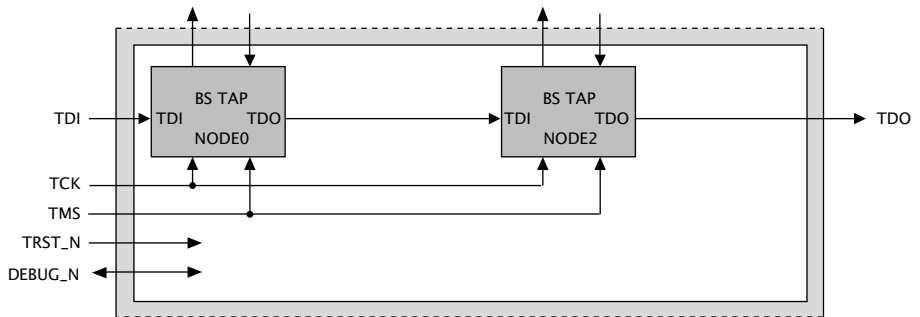 BS TAP
BS TAP
TDI
TDI
TDO
TDI
TDO
TDO
NODE0
NODE2
TCK
TMS
TRST_N
DEBUG_N